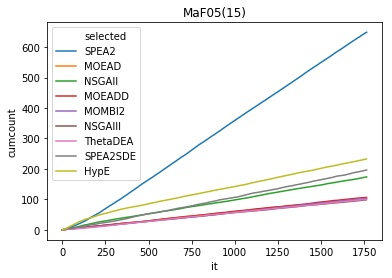 MaF05(15)
selected
SPEA2
MOEAD
NSGAII
MOEADD
MOMBI2
NSGAIII
ThetaDEA
SPEA2SDE
HypE
cumcount
600
500
400
300
200
100
0
0 250 500 750 1000 1250 1500 1750
it